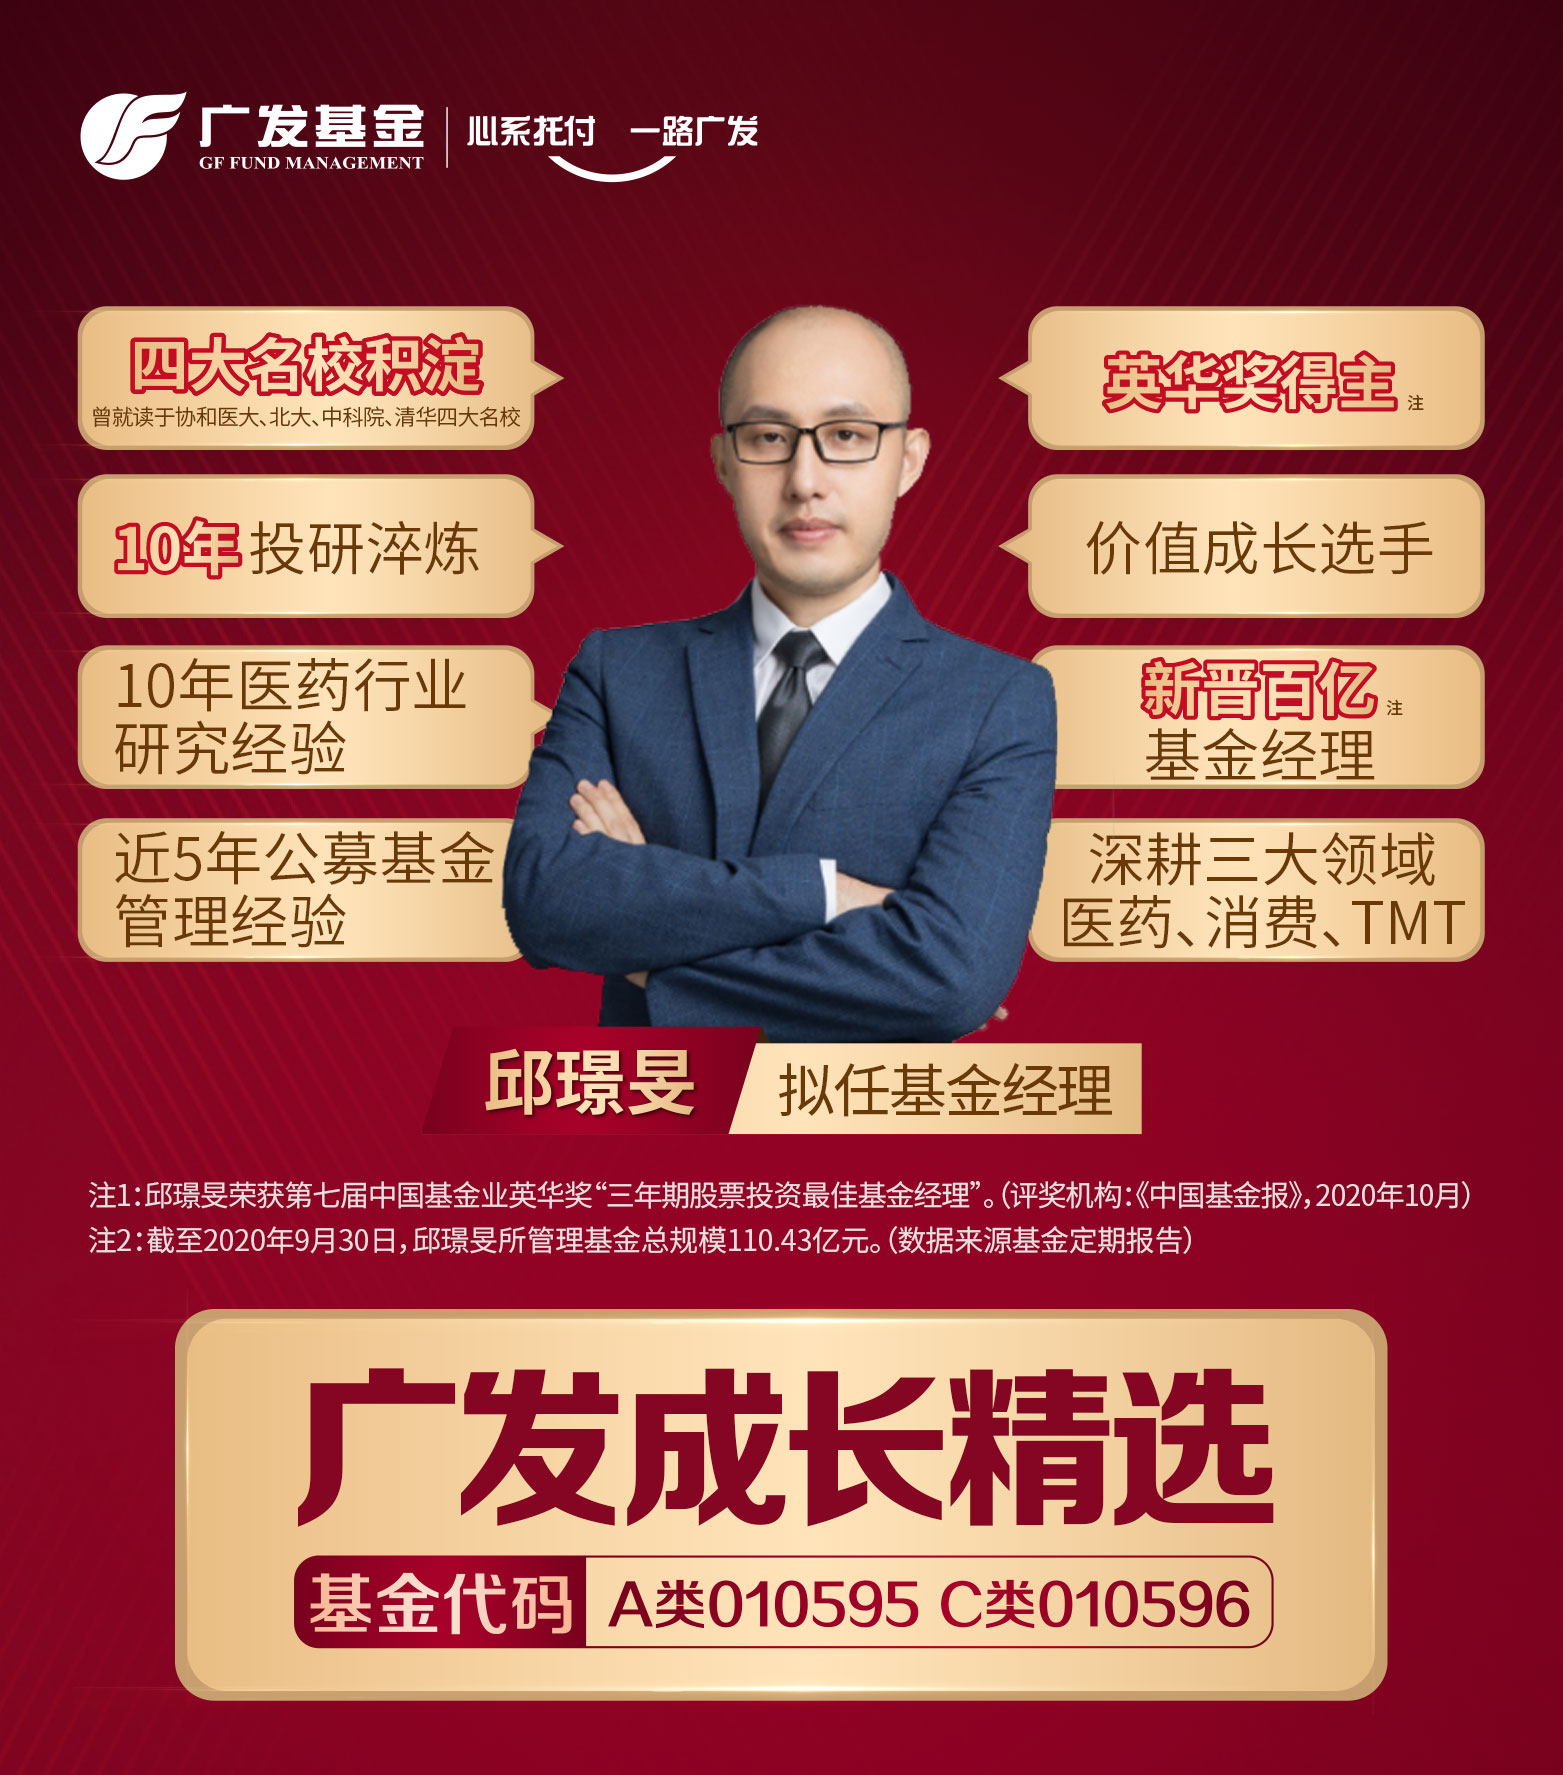 广发基金
GF FUND MANAGEMENT
心系托付 一路广发
四大名校积淀
曾就读于协和医大、北大、中科院、清华四大名校
10年投研淬炼
10年医药行业
研究经验
近5年公募基金
管理经验
英华奖得主 注
价值成长选手
新晋百亿 注
基金经理
深耕三大领域
医药、消费、TMT
邱璟旻 拟任基金经理
注1：邱璟旻荣获第七届中国基金业英华奖“三年期股票投资最佳基金经理”。（评奖机构：《中国基金报》，2020年10月）
注2：截至2020年9月30日，邱璟旻所管理基金总规模110.43亿元。（数据来源基金定期报告）
广发成长精选
基金代码 A类010595 C类010596